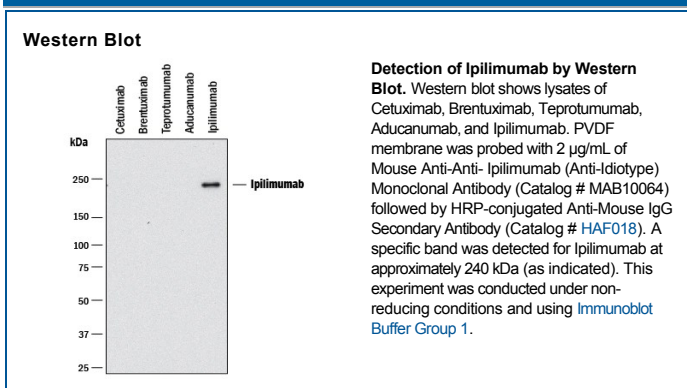 Western Blot
Cetuximab
Brentuximab
Teprotumumab
Aducanumab
Ipilimumab
kDa
250
150
100
75
50
37
25
Ipilimumab
Detection of Ipilimumab by Western
Blot. Western blot shows lysates of
Cetuximab, Brentuximab, Teprotumumab,
Aducanumab, and Ipilimumab. PVDF
membrane was probed with 2 µg/mL of
Mouse Anti-Anti- Ipilimumab (Anti-Idiotype)
Monoclonal Antibody (Catalog # MAB10064)
followed by HRP-conjugated Anti-Mouse IgG
Secondary Antibody (Catalog # HAF018). A
specific band was detected for Ipilimumab at
approximately 240 kDa (as indicated). This
experiment was conducted under non-
reducing conditions and using Immunoblot
Buffer Group 1.